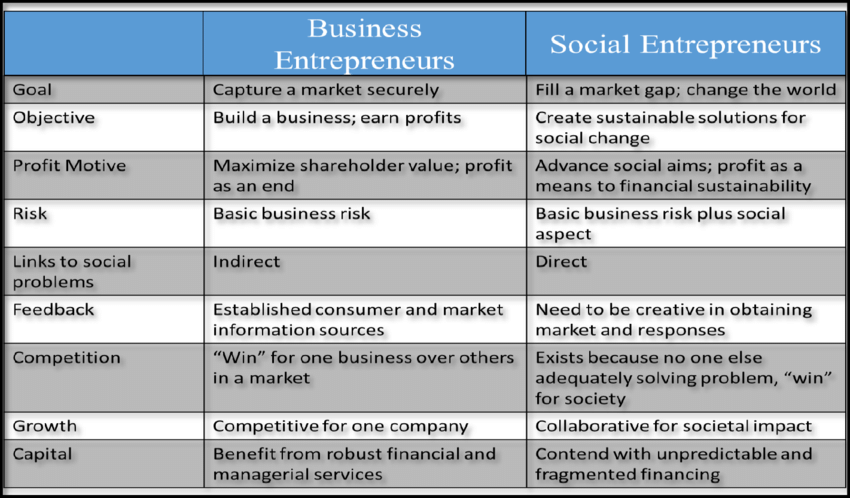 Business
Entrepreneurs
Social Entrepreneurs
Goal
Capture a market securely
Fill a market gap; change the world
Objective
Build a business; earn profits
Create sustainable solutions for
social change
Profit Motive
Maximize shareholder value; profit
as an end
Advance social aims; profit as a
means to financial sustainability
Risk
Basic business risk
Basic business risk plus social
aspect
Links to social
problems
Indirect
Direct
Feedback
Established consumer and market
information sources
Need to be creative in obtaining
market and responses
Competition
“Win” for one business over others
in a market
Exists because no one else
adequately solving problem, “win”
for society
Growth
Competitive for one company
Collaborative for societal impact
Capital
Benefit from robust financial and
managerial services
Contend with unpredictable and
fragmented financing